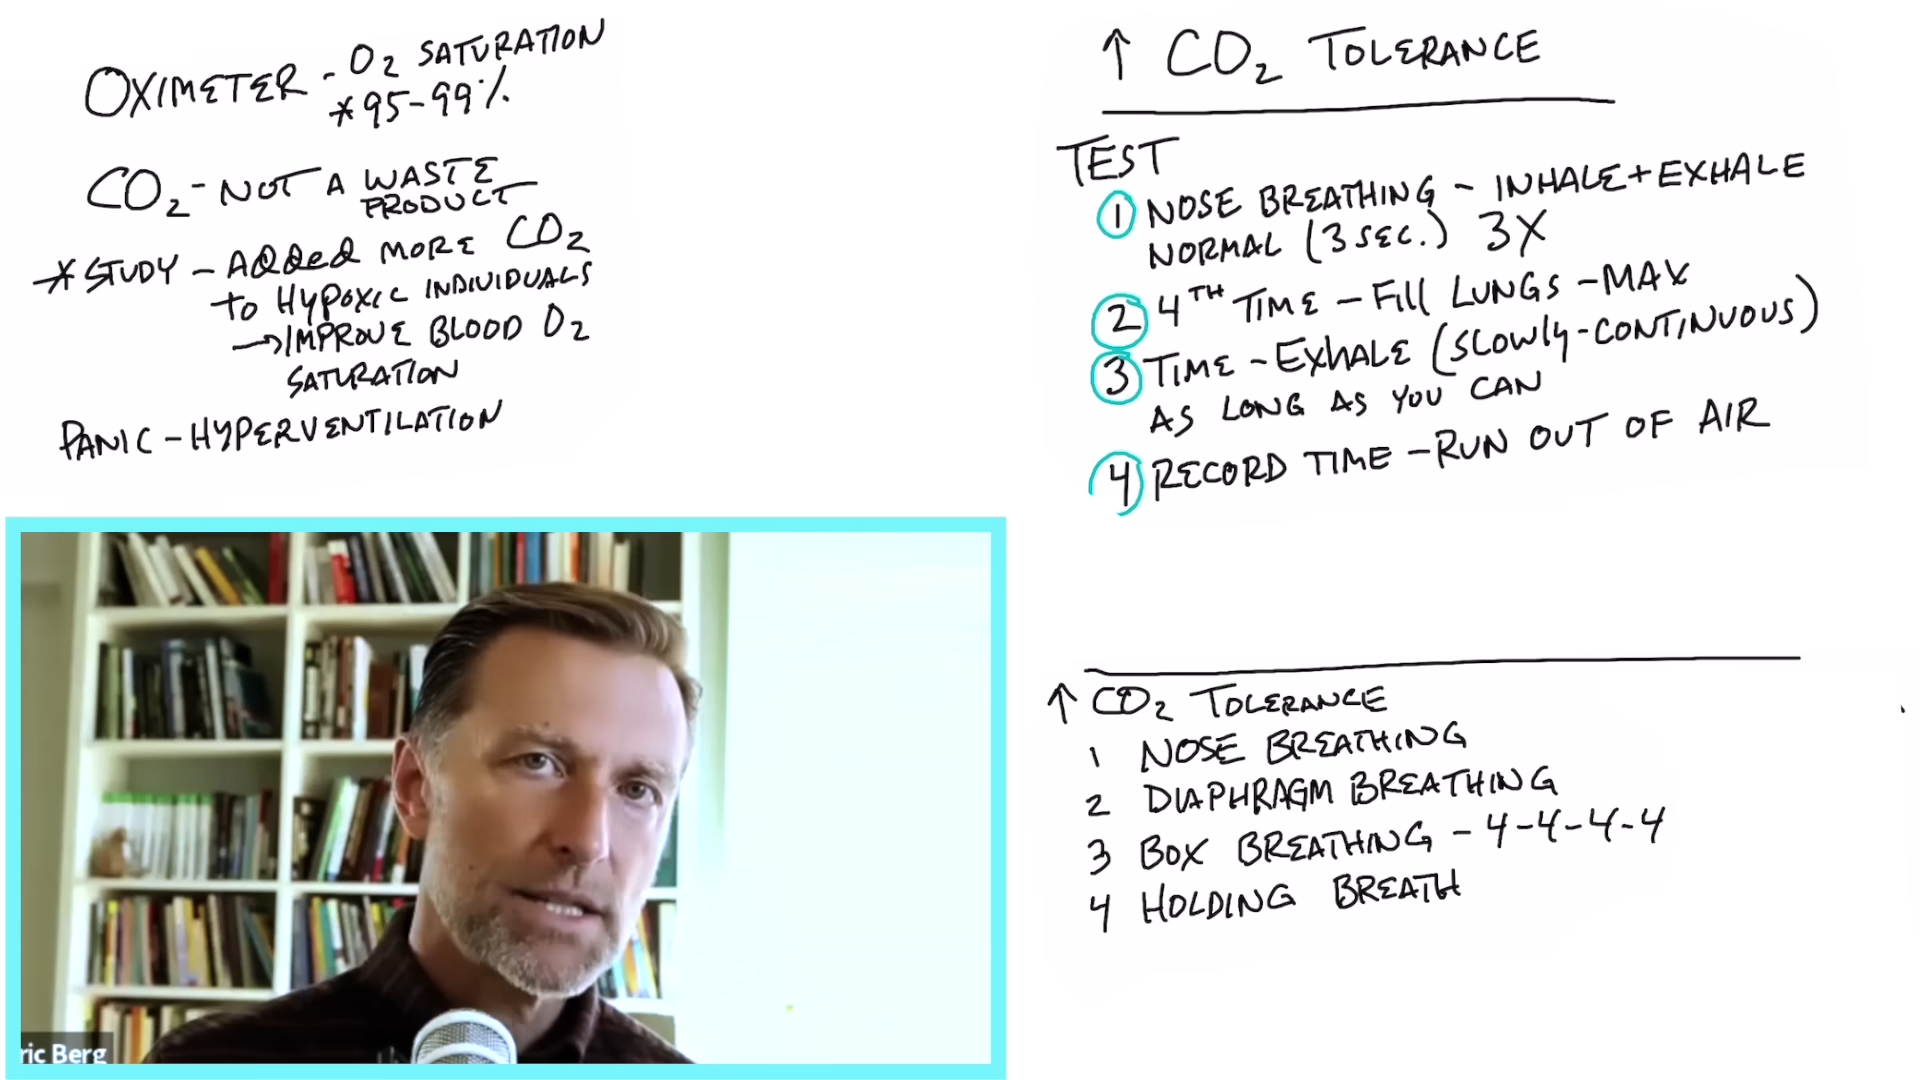 OXIMETER - O2 SATURATION
*95-99%
CO2 - NOT A WASTE
PRODUCT
* STUDY - ADDED MORE CO2
TO HYPOXIC INDIVIDUALS
→ IMPROVE BLOOD O2
SATURATION
PANIC - HYPERVENTILATION
↑ CO2 TOLERANCE
TEST
1 NOSE BREATHING - INHALE + EXHALE
NORMAL (3 SEC.) 3X
2 4TH TIME - FILL LUNGS - MAX
3 TIME - EXHALE (SLOWLY - CONTINUOUS)
AS LONG AS YOU CAN
4 RECORD TIME - RUN OUT OF AIR
↑ CO2 TOLERANCE
1 NOSE BREATHING
2 DIAPHRAGM BREATHING
3 BOX BREATHING - 4-4-4-4
4 HOLDING BREATH
ric Berg